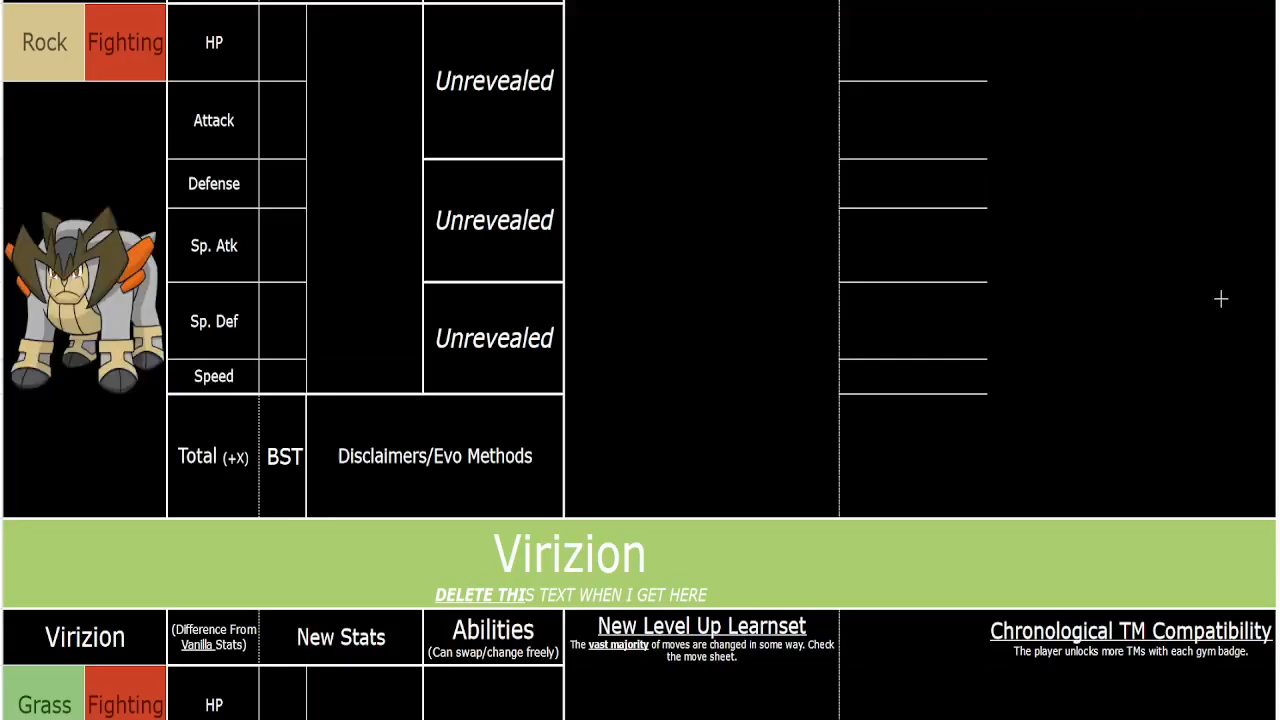 Rock Fighting HP
Unrevealed
Attack
Defense
Unrevealed
Sp. Atk
Sp. Def
Unrevealed
Speed
Total (+X) BST Disclaimers/Evo Methods
Virizion
DELETE THIS TEXT WHEN I GET HERE
Virizion
(Difference From
Vanilla Stats)
New Stats
Abilities
(Can swap/change freely)
New Level Up Learnset
The vast majority of moves are changed in some way. Check
the move sheet.
Chronological TM Compatibility
The player unlocks more TMs with each gym badge.
Grass Fighting HP